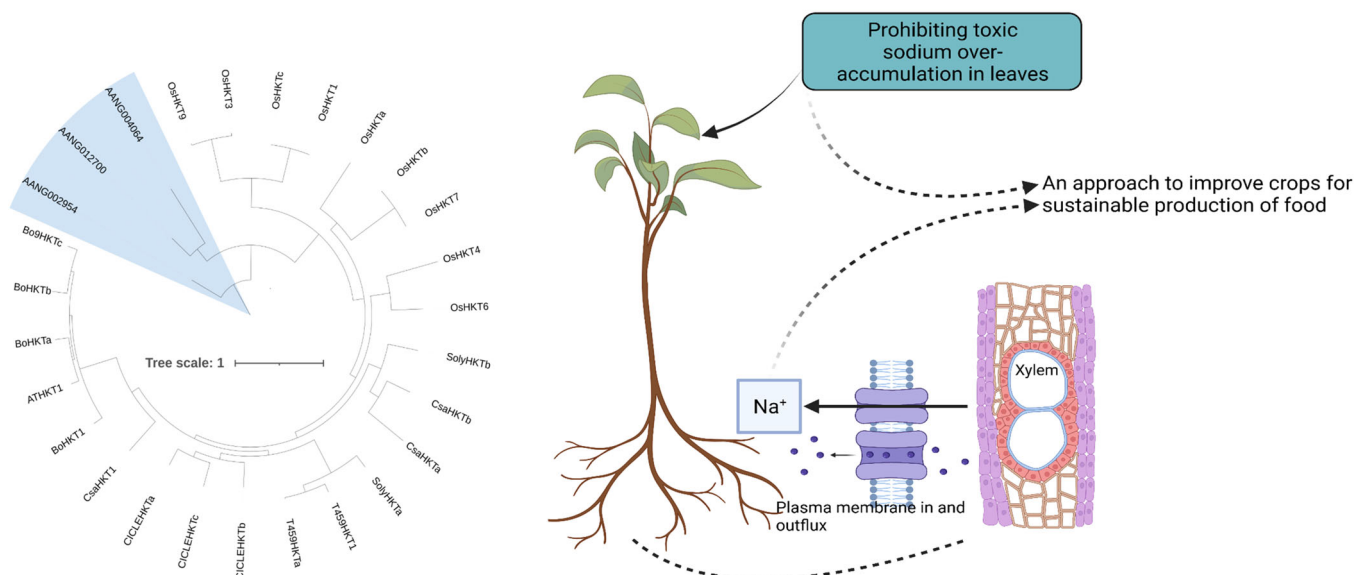 AANG004064
AANG012700
AANG002954
OsHKT9
OsHKT3
OsHKTc
OsHKT1
OsHKTa
OsHKTb
OsHKT7
OsHKT4
OsHKT6
SolyHKTb
CsaHKTb
CsaHKTa
SolyHKTa
T459HKT1
T459HKTa
CICLEHKTb
CICLEHKTc
CICLEHKTa
CsaHKT1
BoHKT1
ATHKT1
BoHKTa
BoHKTb
Bo9HKTc
Tree scale: 1
Prohibiting toxic
sodium over-
accumulation in leaves
An approach to improve crops for
sustainable production of food
Xylem
Na⁺
Plasma membrane in and
outflux